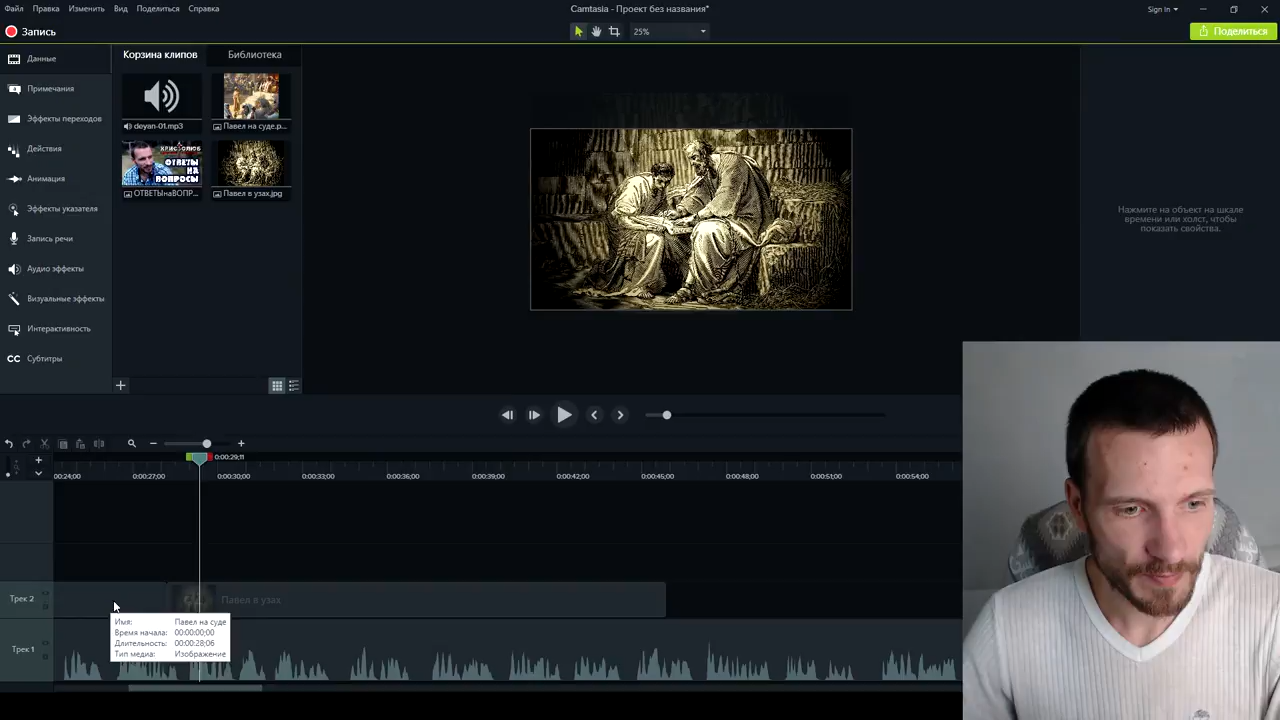 Файл Правка Изменить Вид Поделиться Справка
Camtasia - Проект без названия*
Sign in
Запись
25%
Поделиться
Данные
Примечания
Эффекты переходов
Действия
Анимация
Эффекты указателя
Запись речи
Аудио эффекты
Визуальные эффекты
Интерактивность
CC Субтитры
Корзина клипов Библиотека
deyan-01.mp3
Павел на суде.p...
ХРИСТОЛЮБ
ОТВЕТЫ
НА
ВОПРОСЫ
ОТВЕТЫнаВОПР...
Павел в узах.jpg
Нажмите на объект на шкале
времени или холст, чтобы
показать свойства.
0:00:29;11
00:24;00 0:00:27;00 0:00:30;00 0:00:33;00 0:00:36;00 0:00:39;00 0:00:42;00 0:00:45;00 0:00:48;00 0:00:51;00 0:00:54;00
Трек 2
Павел в узах
Имя: Павел на суде
Время начала: 00:00:00;00
Длительность: 00:00:28;06
Тип медиа: Изображение
Трек 1